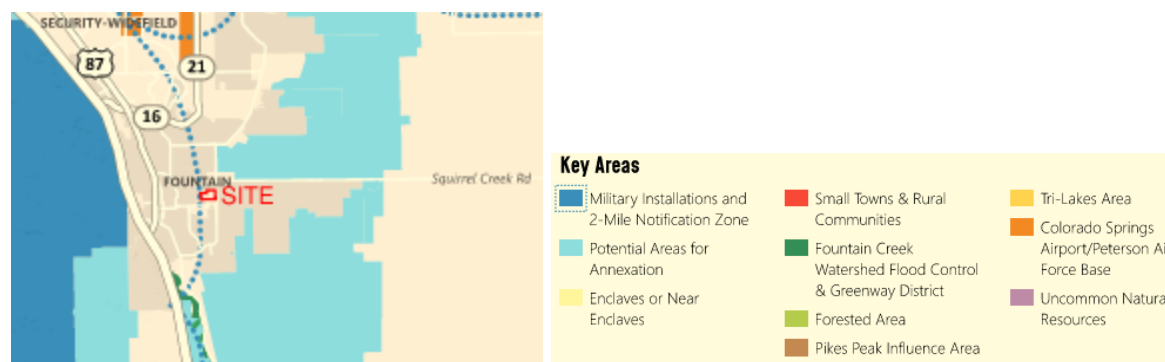 SECURITY-WIDEFIELD
87
21
16
FOUNTAIN
SITE
Squirrel Creek Rd
Key Areas
Military Installations and
2-Mile Notification Zone
Potential Areas for
Annexation
Enclaves or Near
Enclaves
Small Towns & Rural
Communities
Fountain Creek
Watershed Flood Control
& Greenway District
Forested Area
Pikes Peak Influence Area
Tri-Lakes Area
Colorado Springs
Airport/Peterson Ai
Force Base
Uncommon Natura
Resources